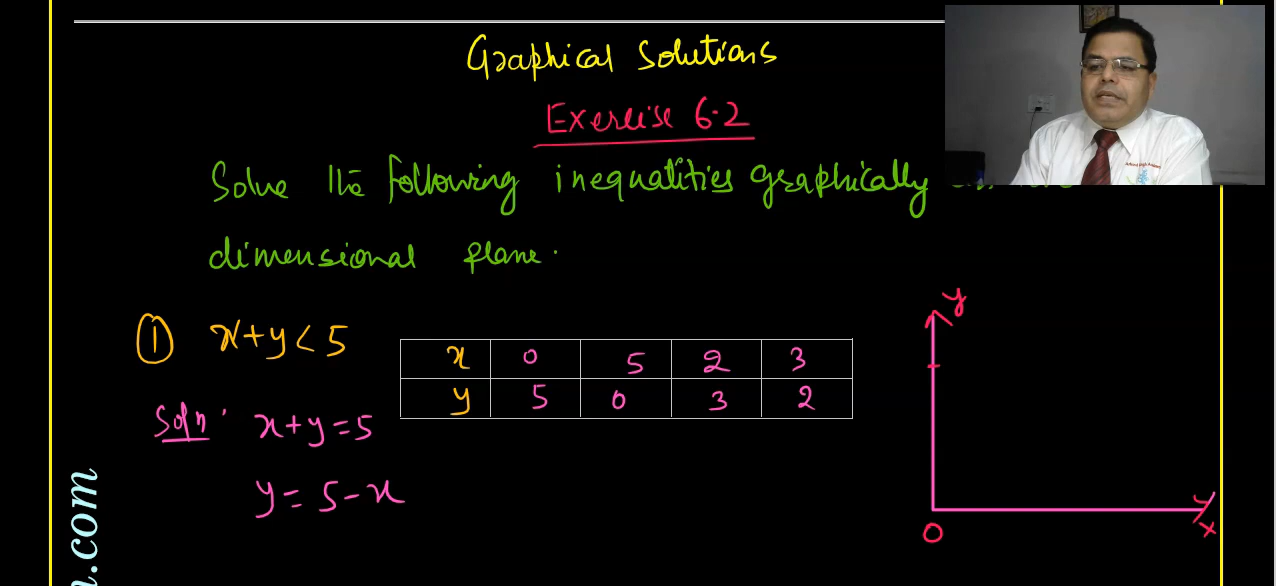 Graphical Solutions
Exercise 6.2
Solve the following inequalities graphically
dimensional plane.
① x+y<5
x 0 5 2 3
y 5 0 3 2
Soln. x+y=5
y=5-x
y
O
x
.com